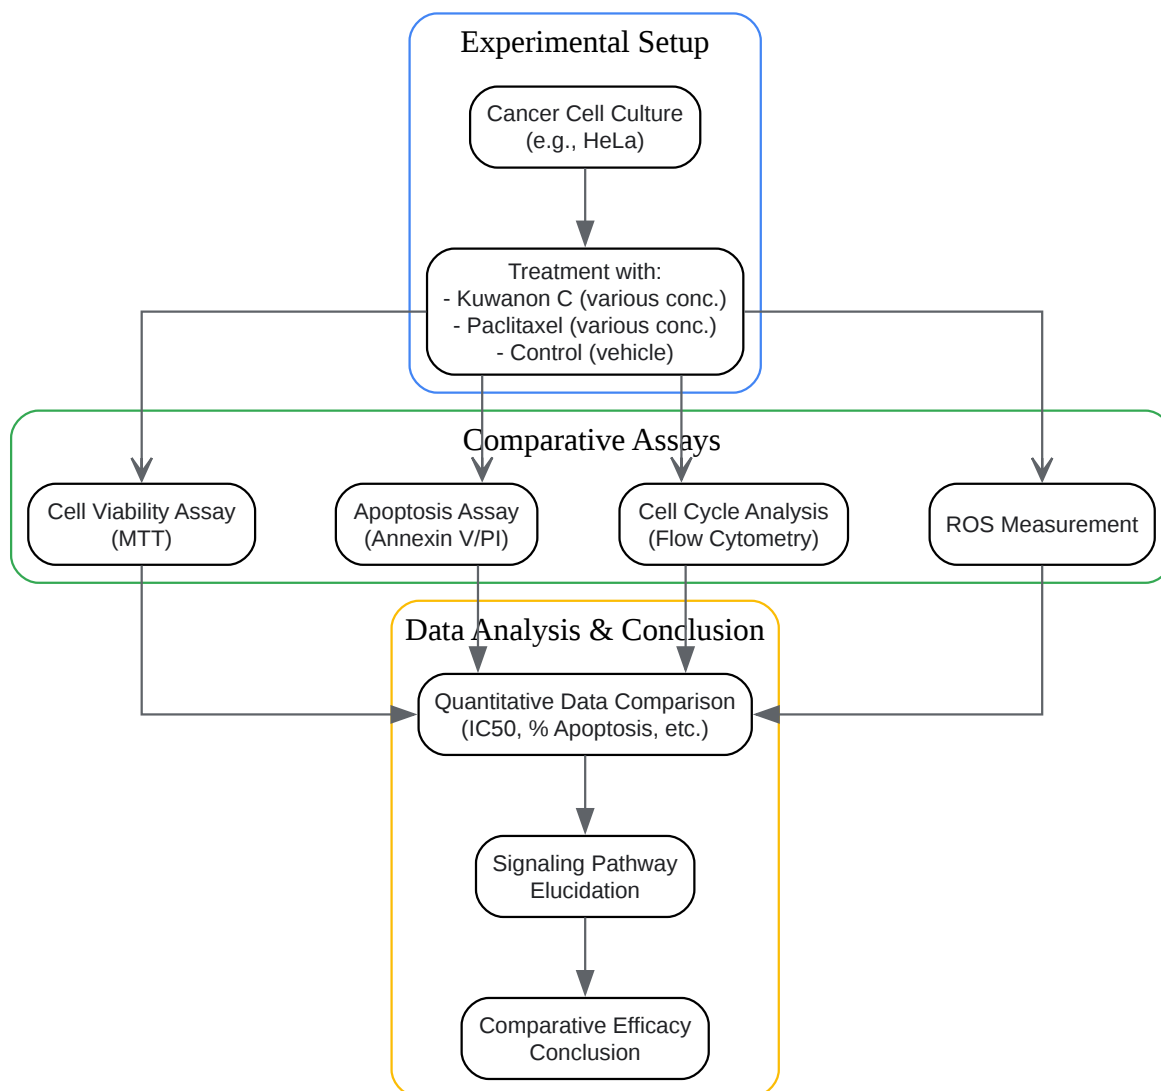 Experimental Setup
Cancer Cell Culture
(e.g., HeLa)
Treatment with:
- Kuwanon C (various conc.)
- Paclitaxel (various conc.)
- Control (vehicle)
Comparative Assays
Cell Viability Assay
(MTT)
Apoptosis Assay
(Annexin V/PI)
Cell Cycle Analysis
(Flow Cytometry)
ROS Measurement
Data Analysis & Conclusion
Quantitative Data Comparison
(IC50, % Apoptosis, etc.)
Signaling Pathway
Elucidation
Comparative Efficacy
Conclusion